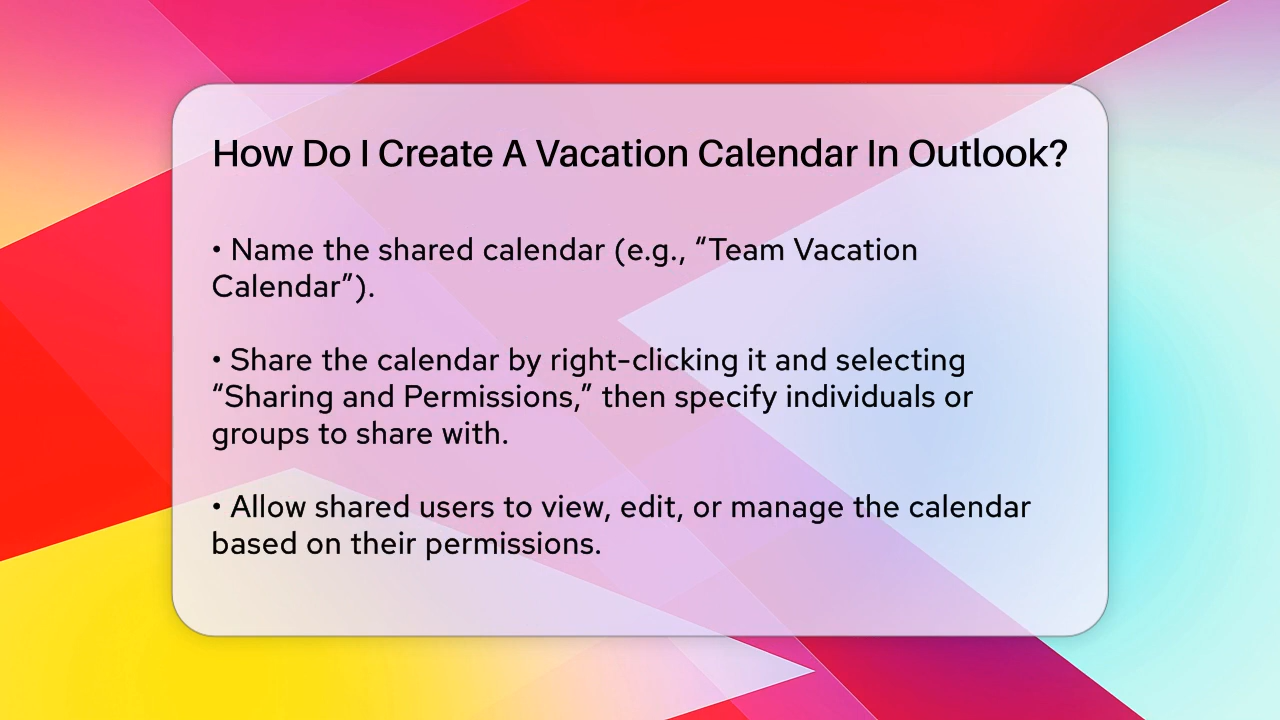 How Do I Create A Vacation Calendar In Outlook?
• Name the shared calendar (e.g., “Team Vacation
Calendar”).
• Share the calendar by right-clicking it and selecting
“Sharing and Permissions,” then specify individuals or
groups to share with.
• Allow shared users to view, edit, or manage the calendar
based on their permissions.